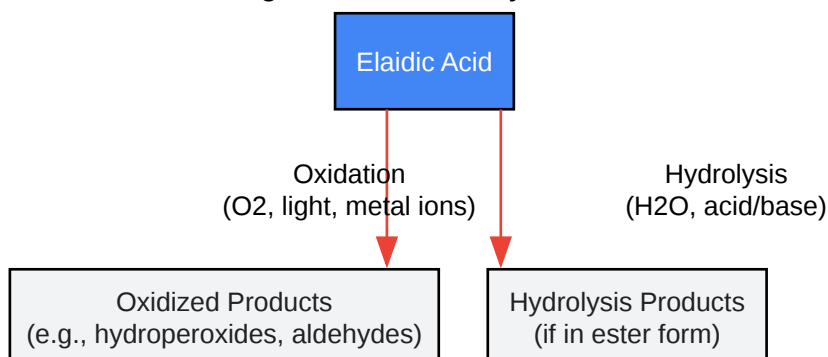 Elaidic Acid
Oxidation
(O2, light, metal ions)
Hydrolysis
(H2O, acid/base)
Oxidized Products
(e.g., hydroperoxides, aldehydes)
Hydrolysis Products
(if in ester form)